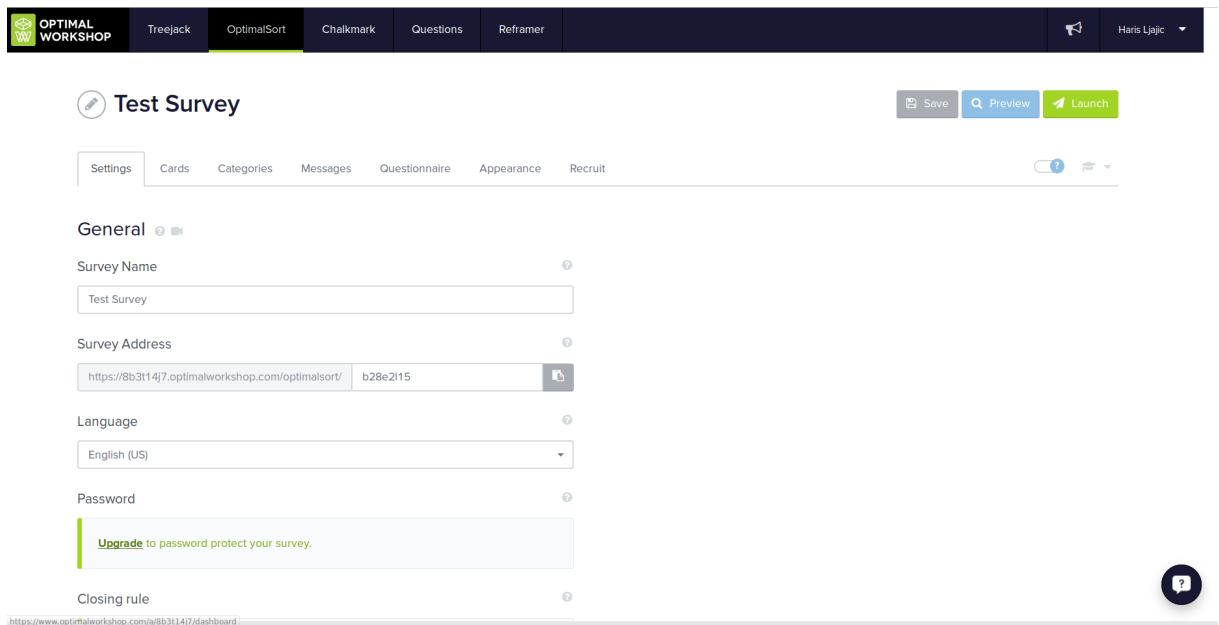 OPTIMAL WORKSHOP Treejack OptimalSort Chalkmark Questions Reframer Haris Ljajic
Test Survey Save Preview Launch
Settings Cards Categories Messages Questionnaire Appearance Recruit ?
General ?
Survey Name ?
Test Survey
Survey Address ?
https://8b3t14j7.optimalworkshop.com/optimalsort/ b28e2l15
Language ?
English (US)
Password ?
Upgrade to password protect your survey.
?
Closing rule ?
https://www.optimalworkshop.com/a/8b3t14j7/dashboard